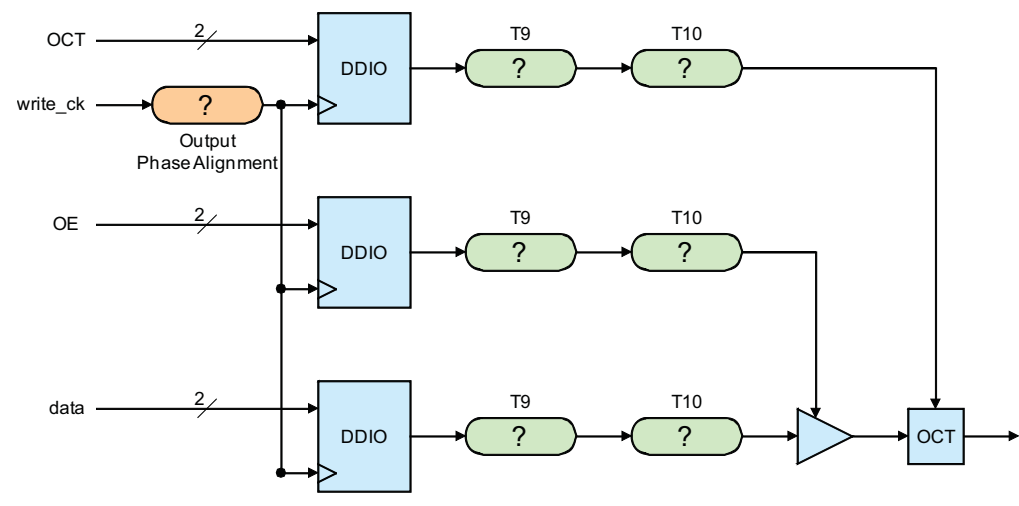 T9
T10
OCT
2
DDIO
?
?
write_ck
?
Output
Phase Alignment
T9
T10
OE
2
DDIO
?
?
T9
T10
data
2
DDIO
?
?
OCT